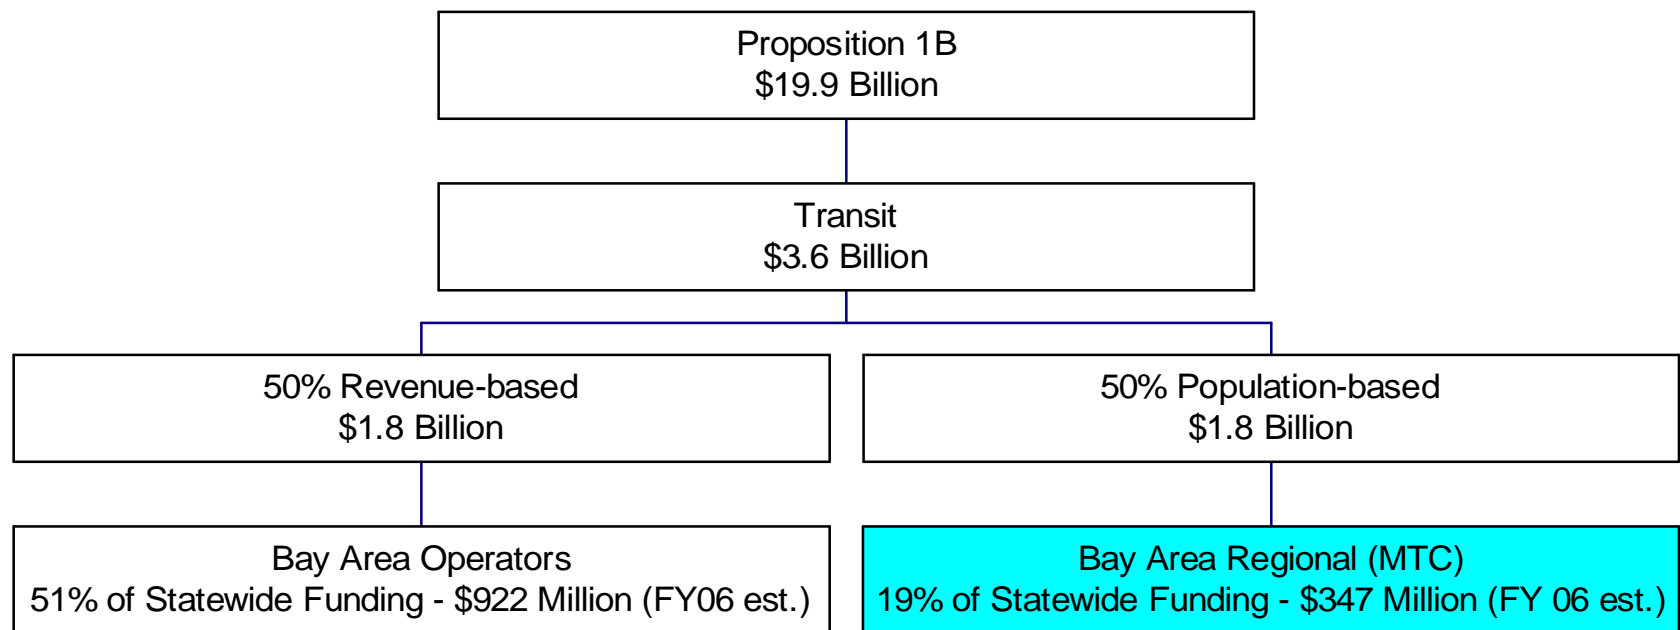 Proposition 1B
$19.9 Billion
Transit
$3.6 Billion
50% Revenue-based
$1.8 Billion
50% Population-based
$1.8 Billion
Bay Area Operators
51% of Statewide Funding - $922 Million (FY06 est.)
Bay Area Regional (MTC)
19% of Statewide Funding - $347 Million (FY 06 est.)